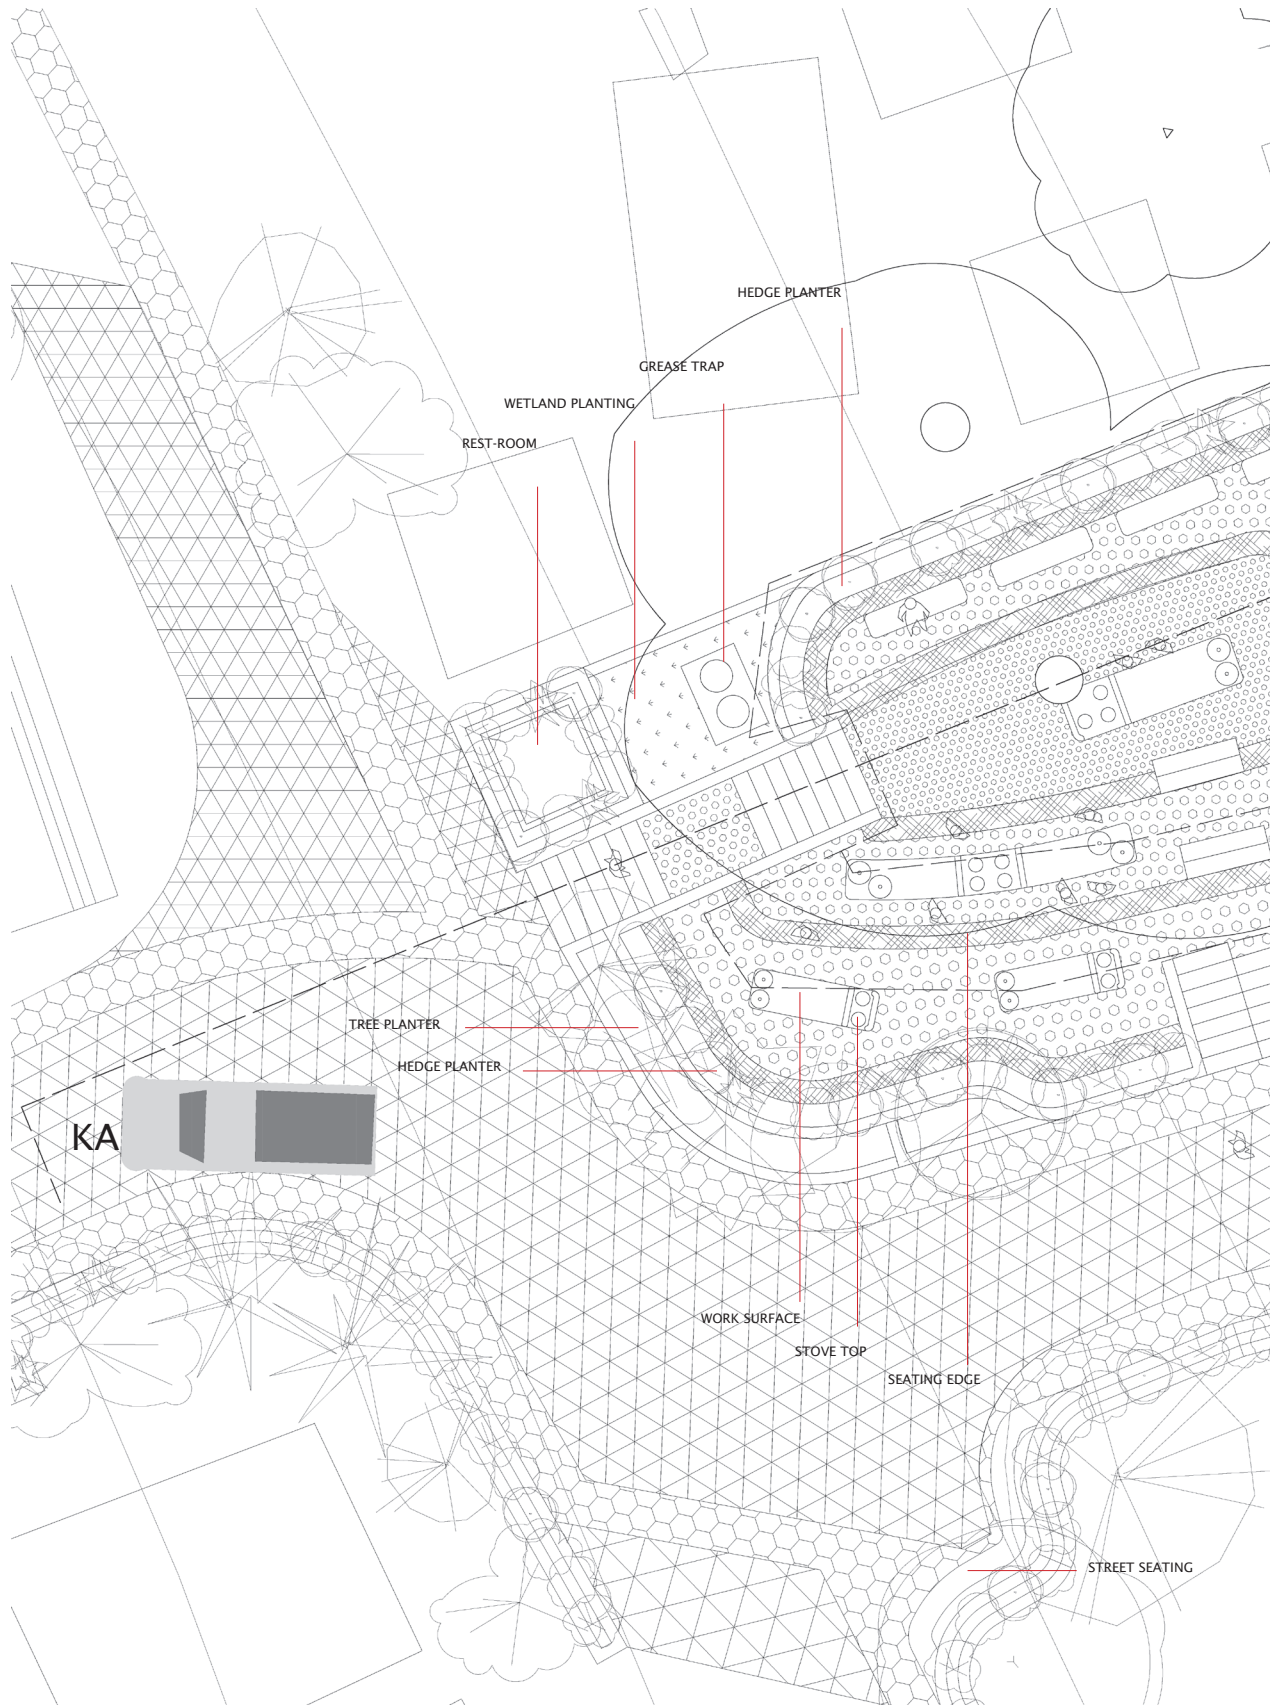 HEDGE PLANTER
GREASE TRAP
WETLAND PLANTING
REST-ROOM
TREE PLANTER
HEDGE PLANTER
KA
WORK SURFACE
STOVE TOP
SEATING EDGE
STREET SEATING